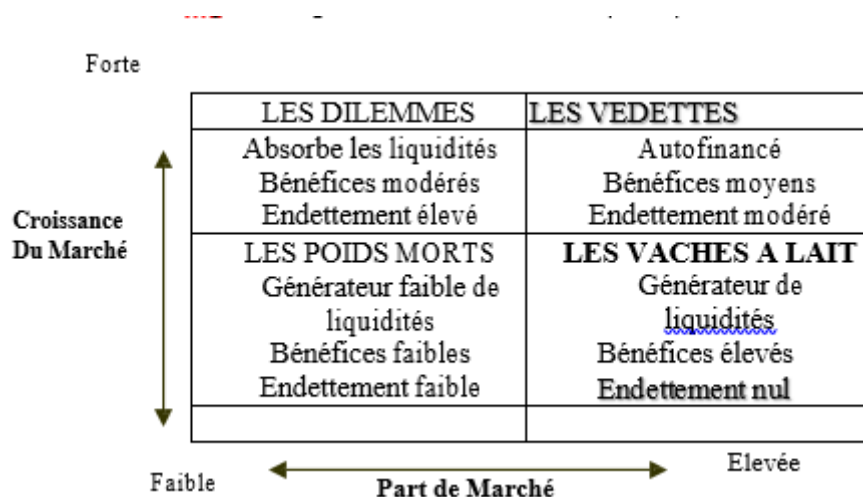 Forte
LES DILEMMES
LES VEDETTES
Absorbe les liquidités
Bénéfices modérés
Endettement élevé
Autofinancé
Bénéfices moyens
Endettement modéré
Croissance
Du Marché
LES POIDS MORTS
Générateur faible de
liquidités
Bénéfices faibles
Endettement faible
LES VACHES A LAIT
Générateur de
liquidités
Bénéfices élevés
Endettement nul
Faible
Part de Marché
Elevée